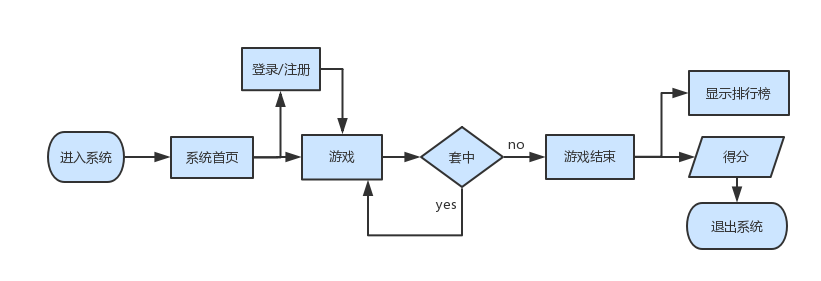 登录/注册
显示排行榜
进入系统
系统首页
游戏
套中
no
游戏结束
得分
yes
退出系统